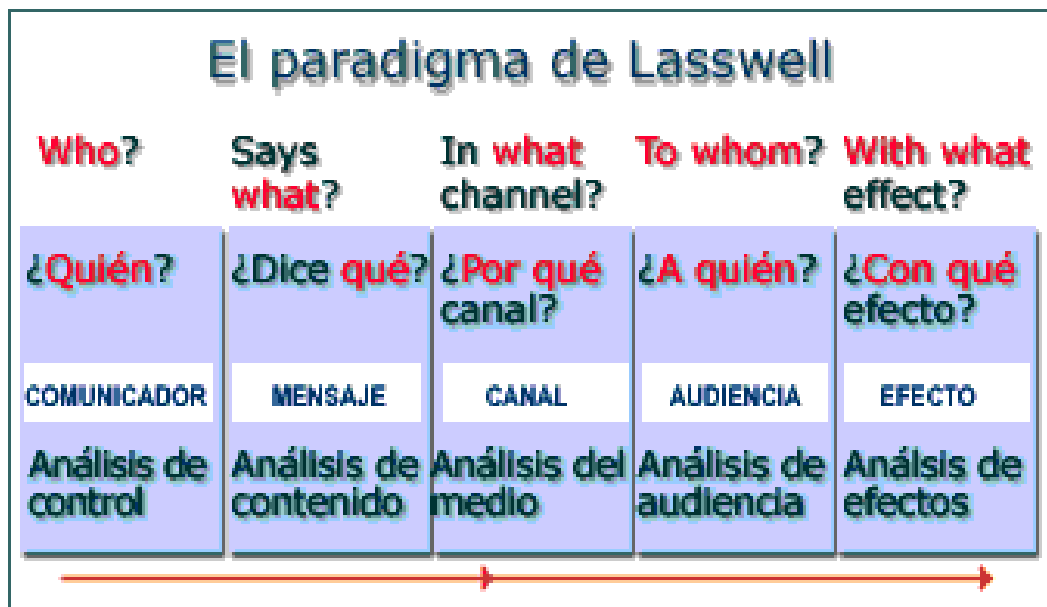 El paradigma de Lasswell
Who?
Says
what?
In what
channel?
To whom?
With what
effect?
¿Quién?
¿Dice qué?
¿Por qué
canal?
¿A quién?
¿Con qué
efecto?
COMUNICADOR
MENSAJE
CANAL
AUDIENCIA
EFECTO
Análisis de
control
Análisis de
contenido
Análisis del
medio
Análisis de
audiencia
Análsis de
efectos